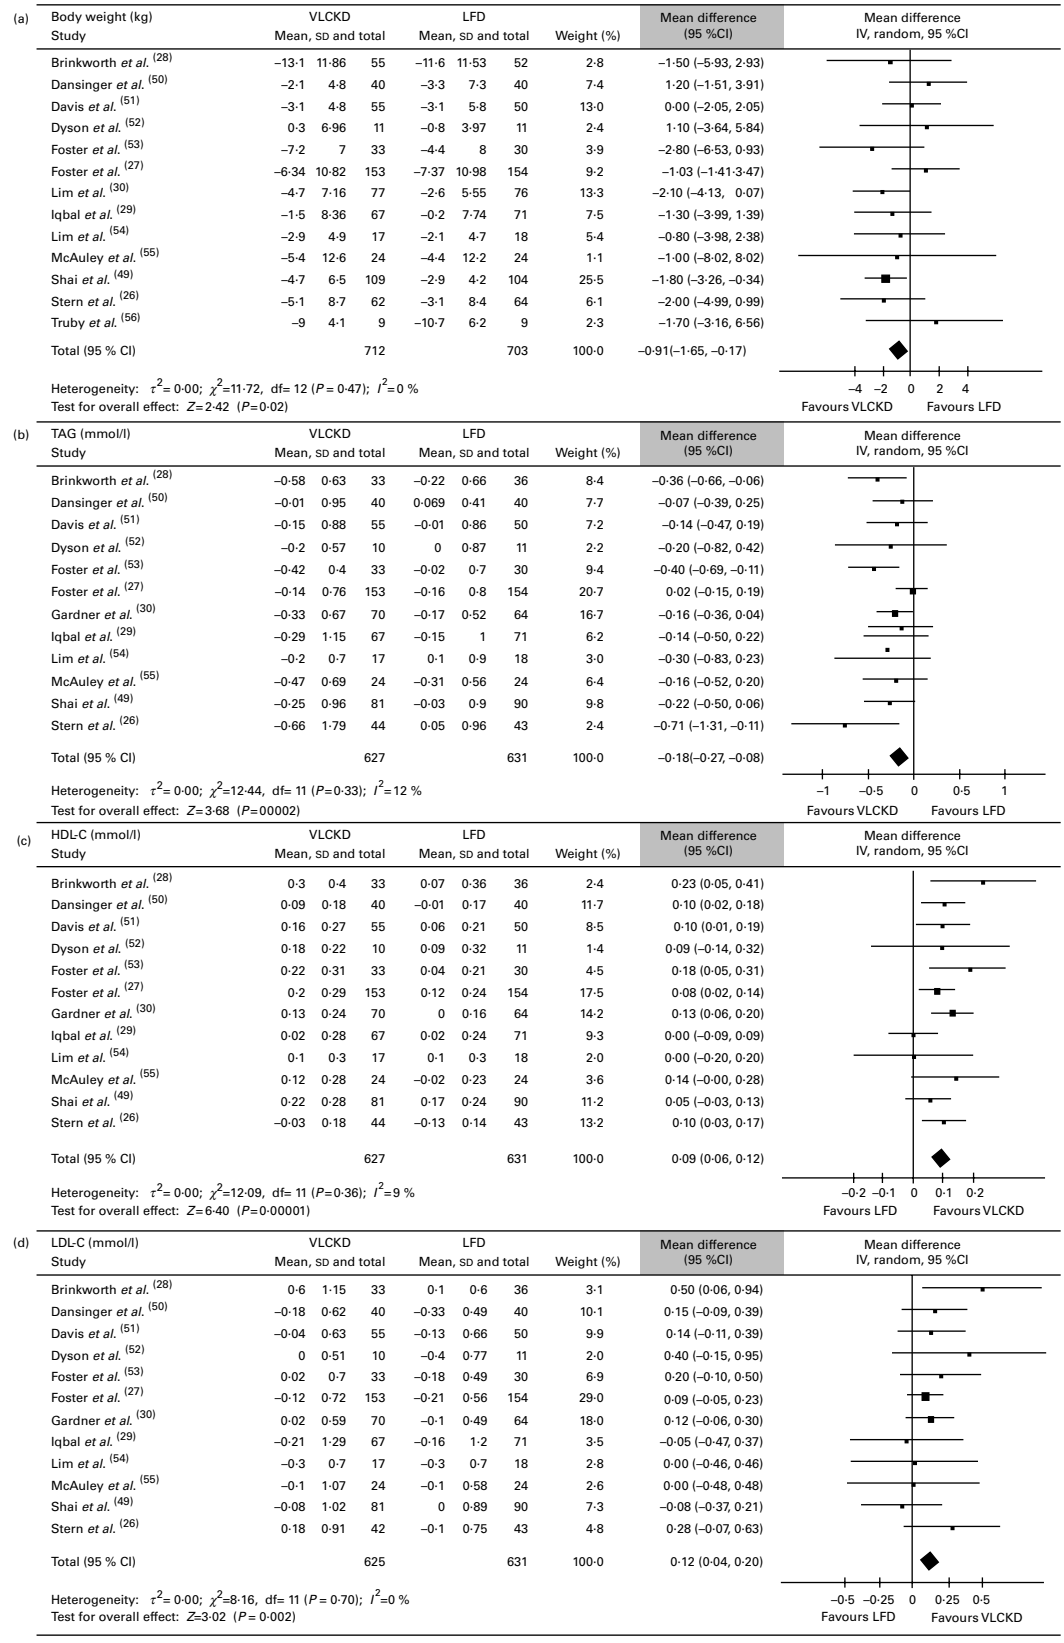 (a) Body weight (kg) VLCKD LFD Mean difference Mean difference
Study Mean, SD and total Mean, SD and total Weight (%) (95 %CI) IV, random, 95 %CI
Brinkworth et al. (28) –13·1 11·86 55 –11·6 11·53 52 2·8 –1·50 (–5·93, 2·93)
Dansinger et al. (50) –2·1 4·8 40 –3·3 7·3 40 7·4 1·20 (–1·51, 3·91)
Davis et al. (51) –3·1 4·8 55 –3·1 5·8 50 13·0 0·00 (–2·05, 2·05)
Dyson et al. (52) 0·3 6·96 11 –0·8 3·97 11 2·4 1·10 (–3·64, 5·84)
Foster et al. (53) –7·2 7 33 –4·4 8 30 3·9 –2·80 (–6·53, 0·93)
Foster et al. (27) –6·34 10·82 153 –7·37 10·98 154 9·2 –1·03 (–1·41·3·47)
Lim et al. (30) –4·7 7·16 77 –2·6 5·55 76 13·3 –2·10 (–4·13, 0·07)
Iqbal et al. (29) –1·5 8·36 67 –0·2 7·74 71 7·5 –1·30 (–3·99, 1·39)
Lim et al. (54) –2·9 4·9 17 –2·1 4·7 18 5·4 –0·80 (–3·98, 2·38)
McAuley et al. (55) –5·4 12·6 24 –4·4 12·2 24 1·1 –1·00 (–8·02, 8·02)
Shai et al. (49) –4·7 6·5 109 –2·9 4·2 104 25·5 –1·80 (–3·26, –0·34)
Stern et al. (26) –5·1 8·7 62 –3·1 8·4 64 6·1 –2·00 (–4·99, 0·99)
Truby et al. (56) –9 4·1 9 –10·7 6·2 9 2·3 –1·70 (–3·16, 6·56)
Total (95 % CI) 712 703 100·0 –0·91(–1·65, –0·17)
Heterogeneity: τ²= 0·00; χ²=11·72, df= 12 (P = 0·47); I²=0 % –4 –2 0 2 4
Test for overall effect: Z=2·42 (P=0·02) Favours VLCKD Favours LFD
(b) TAG (mmol/l) VLCKD LFD Mean difference Mean difference
Study Mean, SD and total Mean, SD and total Weight (%) (95 %CI) IV, random, 95 %CI
Brinkworth et al. (28) –0·58 0·63 33 –0·22 0·66 36 8·4 –0·36 (–0·66, –0·06)
Dansinger et al. (50) –0·01 0·95 40 0·069 0·41 40 7·7 –0·07 (–0·39, 0·25)
Davis et al. (51) –0·15 0·88 55 –0·01 0·86 50 7·2 –0·14 (–0·47, 0·19)
Dyson et al. (52) –0·2 0·57 10 0 0·87 11 2·2 –0·20 (–0·82, 0·42)
Foster et al. (53) –0·42 0·4 33 –0·02 0·7 30 9·4 –0·40 (–0·69, –0·11)
Foster et al. (27) –0·14 0·76 153 –0·16 0·8 154 20·7 0·02 (–0·15, 0·19)
Gardner et al. (30) –0·33 0·67 70 –0·17 0·52 64 16·7 –0·16 (–0·36, 0·04)
Iqbal et al. (29) –0·29 1·15 67 –0·15 1 71 6·2 –0·14 (–0·50, 0·22)
Lim et al. (54) –0·2 0·7 17 0·1 0·9 18 3·0 –0·30 (–0·83, 0·23)
McAuley et al. (55) –0·47 0·69 24 –0·31 0·56 24 6·4 –0·16 (–0·52, 0·20)
Shai et al. (49) –0·25 0·96 81 –0·03 0·9 90 9·8 –0·22 (–0·50, 0·06)
Stern et al. (26) –0·66 1·79 44 0·05 0·96 43 2·4 –0·71 (–1·31, –0·11)
Total (95 % CI) 627 631 100·0 –0·18(–0·27, –0·08)
Heterogeneity: τ²= 0·00; χ²=12·44, df= 11 (P=0·33); I²=12 % –1 –0·5 0 0·5 1
Test for overall effect: Z=3·68 (P=00002) Favours VLCKD Favours LFD
(c) HDL-C (mmol/l) VLCKD LFD Mean difference Mean difference
Study Mean, SD and total Mean, SD and total Weight (%) (95 %CI) IV, random, 95 %CI
Brinkworth et al. (28) 0·3 0·4 33 0·07 0·36 36 2·4 0·23 (0·05, 0·41)
Dansinger et al. (50) 0·09 0·18 40 –0·01 0·17 40 11·7 0·10 (0·02, 0·18)
Davis et al. (51) 0·16 0·27 55 0·06 0·21 50 8·5 0·10 (0·01, 0·19)
Dyson et al. (52) 0·18 0·22 10 0·09 0·32 11 1·4 0·09 (–0·14, 0·32)
Foster et al. (53) 0·22 0·31 33 0·04 0·21 30 4·5 0·18 (0·05, 0·31)
Foster et al. (27) 0·2 0·29 153 0·12 0·24 154 17·5 0·08 (0·02, 0·14)
Gardner et al. (30) 0·13 0·24 70 0 0·16 64 14·2 0·13 (0·06, 0·20)
Iqbal et al. (29) 0·02 0·28 67 0·02 0·24 71 9·3 0·00 (–0·09, 0·09)
Lim et al. (54) 0·1 0·3 17 0·1 0·3 18 2·0 0·00 (–0·20, 0·20)
McAuley et al. (55) 0·12 0·28 24 –0·02 0·23 24 3·6 0·14 (–0·00, 0·28)
Shai et al. (49) 0·22 0·28 81 0·17 0·24 90 11·2 0·05 (–0·03, 0·13)
Stern et al. (26) –0·03 0·18 44 –0·13 0·14 43 13·2 0·10 (0·03, 0·17)
Total (95 % CI) 627 631 100·0 0·09 (0·06, 0·12)
Heterogeneity: τ²= 0·00; χ²=12·09, df= 11 (P=0·36); I²=9 % –0·2 –0·1 0 0·1 0·2
Test for overall effect: Z=6·40 (P=0·00001) Favours LFD Favours VLCKD
(d) LDL-C (mmol/l) VLCKD LFD Mean difference Mean difference
Study Mean, SD and total Mean, SD and total Weight (%) (95 %CI) IV, random, 95 %CI
Brinkworth et al. (28) 0·6 1·15 33 0·1 0·6 36 3·1 0·50 (0·06, 0·94)
Dansinger et al. (50) –0·18 0·62 40 –0·33 0·49 40 10·1 0·15 (–0·09, 0·39)
Davis et al. (51) –0·04 0·63 55 –0·13 0·66 50 9·9 0·14 (–0·11, 0·39)
Dyson et al. (52) 0 0·51 10 –0·4 0·77 11 2·0 0·40 (–0·15, 0·95)
Foster et al. (53) 0·02 0·7 33 –0·18 0·49 30 6·9 0·20 (–0·10, 0·50)
Foster et al. (27) –0·12 0·72 153 –0·21 0·56 154 29·0 0·09 (–0·05, 0·23)
Gardner et al. (30) 0·02 0·59 70 –0·1 0·49 64 18·0 0·12 (–0·06, 0·30)
Iqbal et al. (29) –0·21 1·29 67 –0·16 1·2 71 3·5 –0·05 (–0·47, 0·37)
Lim et al. (54) –0·3 0·7 17 –0·3 0·7 18 2·8 0·00 (–0·46, 0·46)
McAuley et al. (55) –0·1 1·07 24 –0·1 0·58 24 2·6 0·00 (–0·48, 0·48)
Shai et al. (49) –0·08 1·02 81 0 0·89 90 7·3 –0·08 (–0·37, 0·21)
Stern et al. (26) 0·18 0·91 42 –0·1 0·75 43 4·8 0·28 (–0·07, 0·63)
Total (95 % CI) 625 631 100·0 0·12 (0·04, 0·20)
Heterogeneity: τ²= 0·00; χ²=8·16, df= 11 (P = 0·70); I²=0 % –0·5 –0·25 0 0·25 0·5
Test for overall effect: Z=3·02 (P = 0·002) Favours LFD Favours VLCKD